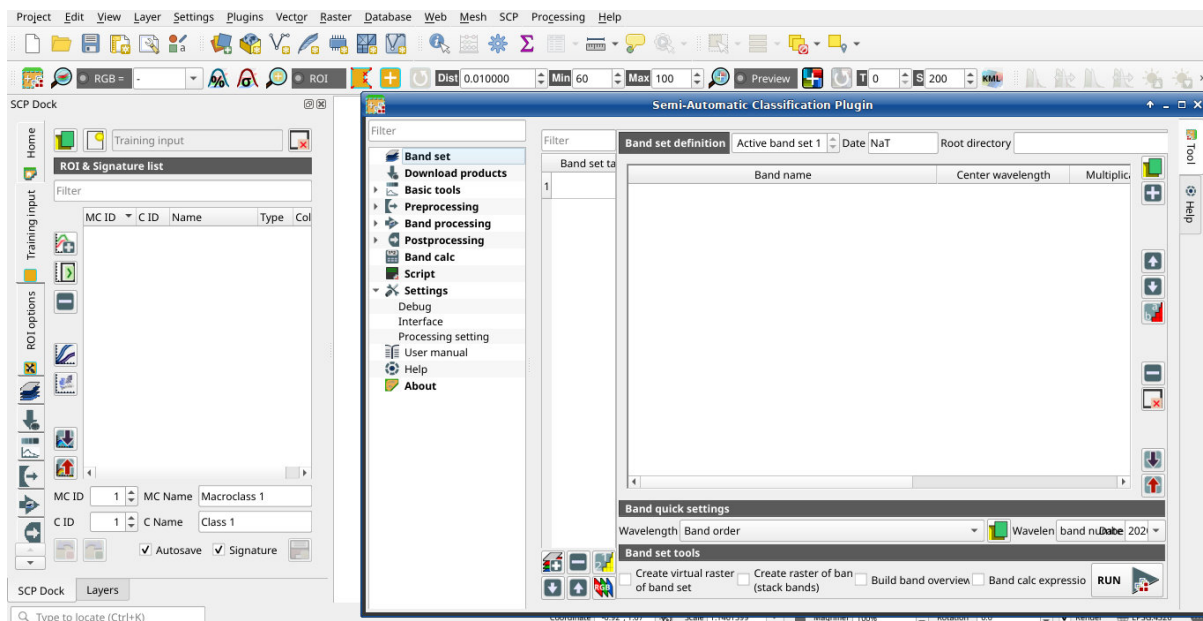 Project Edit View Layer Settings Plugins Vector Raster Database Web Mesh SCP Processing Help
RGB = - ROI Dist 0.010000 Min 60 Max 100 Preview T 0 S 200 KML
SCP Dock
Semi-Automatic Classification Plugin
Home
Training input
ROI options
Training input
ROI & Signature list
Filter
MC ID C ID Name Type Col
MC ID 1 MC Name Macroclass 1
C ID 1 C Name Class 1
Autosave Signature
SCP Dock Layers
Type to locate (Ctrl+K)
Filter
Band set
Download products
Basic tools
Preprocessing
Band processing
Postprocessing
Band calc
Script
Settings
Debug
Interface
Processing setting
User manual
Help
About
Filter
Band set ta
1
Band set definition Active band set 1 Date NaT Root directory
Band name Center wavelength Multiplic
Band quick settings
Wavelength Band order Wavelen band number
Band set tools
Create virtual raster of band set
Create raster of ban (stack bands)
Build band overview
Band calc expressio
RUN
RGB
Tool
Help